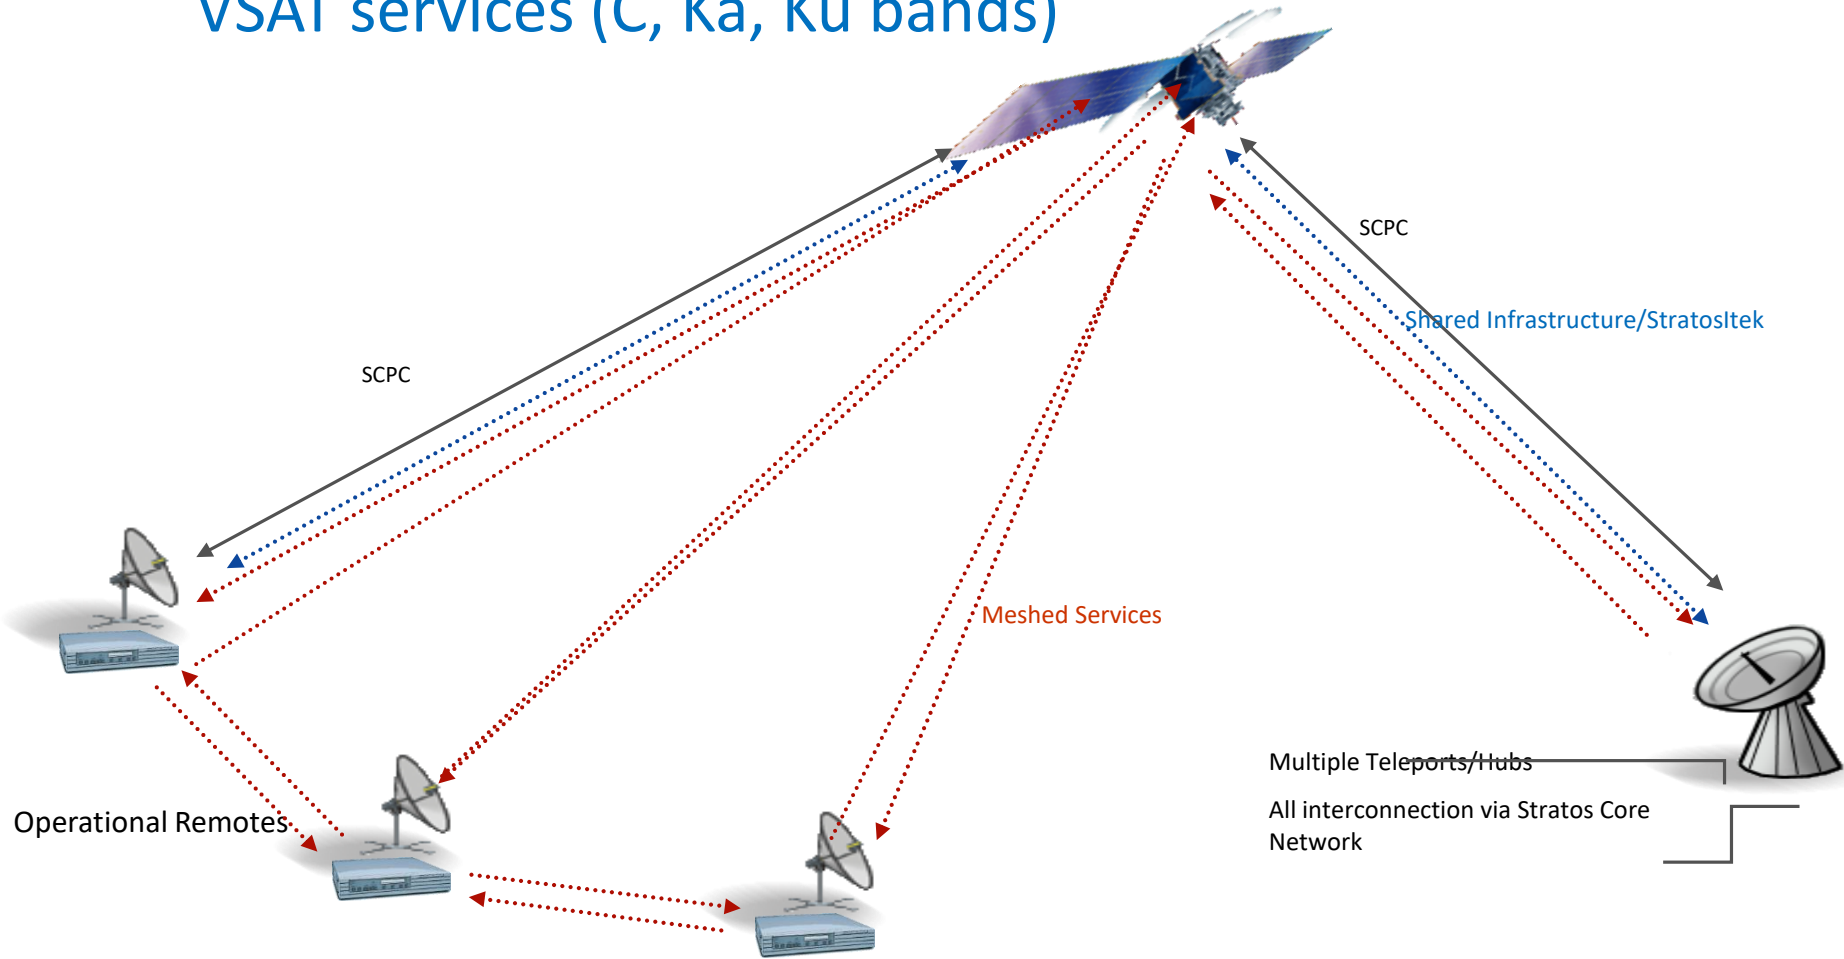 VSAT services (C, Ka, Ku bands)
SCPC
Shared Infrastructure/StratosItek
SCPC
Meshed Services
Multiple Teleports/Hubs
Operational Remotes
All interconnection via Stratos Core
Network